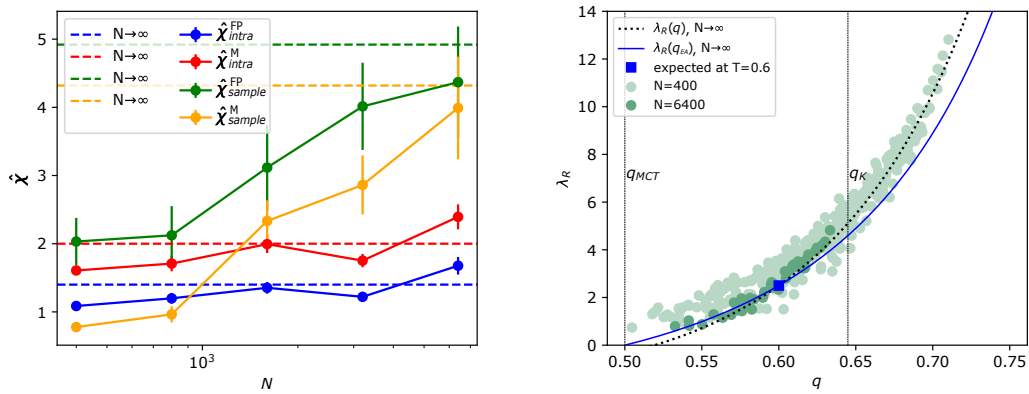 5
4
3
2
1
χ̂
N→∞
N→∞
N→∞
N→∞
χ̂^FP_intra
χ̂^M_intra
χ̂^FP_sample
χ̂^M_sample
10³
N
14
12
10
8
6
4
2
0
λ_R
λ_R(q), N→∞
λ_R(q_EA), N→∞
expected at T=0.6
N=400
N=6400
q_MCT
q_K
0.50 0.55 0.60 0.65 0.70 0.75
q